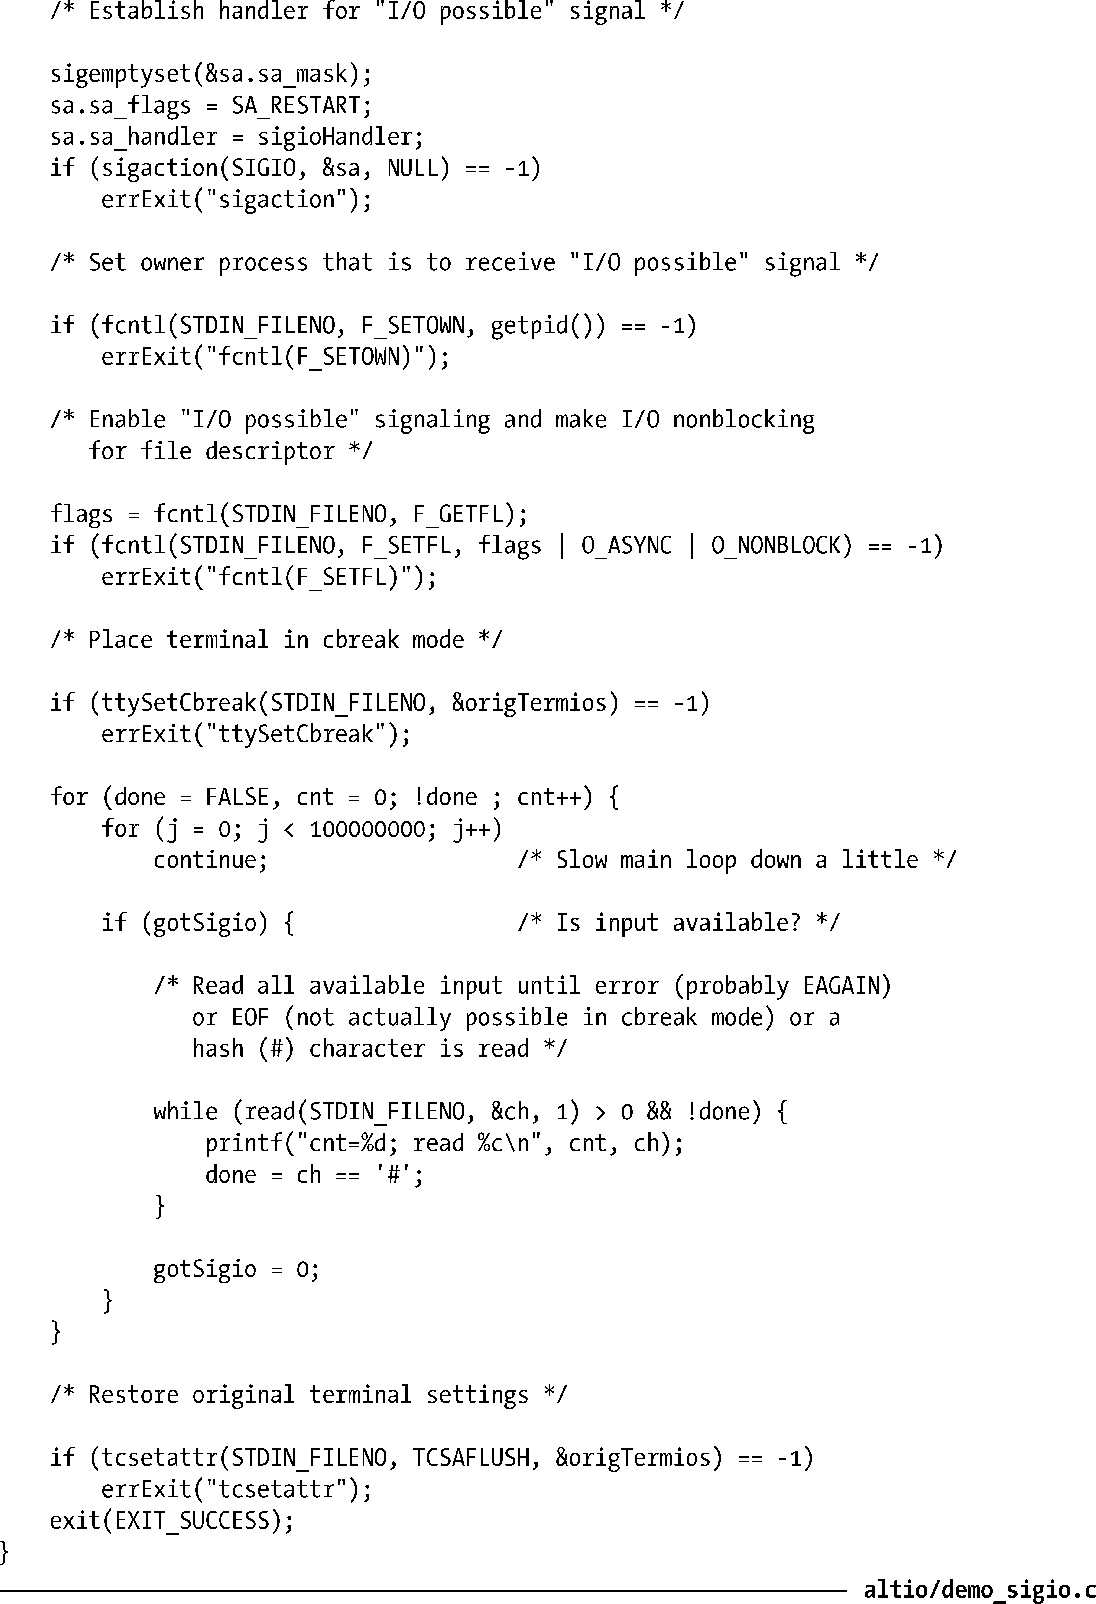 /* Establish handler for "I/O possible" signal */
sigemptyset(&sa.sa_mask);
sa.sa_flags = SA_RESTART;
sa.sa_handler = sigioHandler;
if (sigaction(SIGIO, &sa, NULL) == -1)
errExit("sigaction");
/* Set owner process that is to receive "I/O possible" signal */
if (fcntl(STDIN_FILENO, F_SETOWN, getpid()) == -1)
errExit("fcntl(F_SETOWN)");
/* Enable "I/O possible" signaling and make I/O nonblocking
for file descriptor */
flags = fcntl(STDIN_FILENO, F_GETFL);
if (fcntl(STDIN_FILENO, F_SETFL, flags | O_ASYNC | O_NONBLOCK) == -1)
errExit("fcntl(F_SETFL)");
/* Place terminal in cbreak mode */
if (ttySetCbreak(STDIN_FILENO, &origTermios) == -1)
errExit("ttySetCbreak");
for (done = FALSE, cnt = 0; !done ; cnt++) {
for (j = 0; j < 100000000; j++)
continue; /* Slow main loop down a little */
if (gotSigio) { /* Is input available? */
/* Read all available input until error (probably EAGAIN)
or EOF (not actually possible in cbreak mode) or a
hash (#) character is read */
while (read(STDIN_FILENO, &ch, 1) > 0 && !done) {
printf("cnt=%d; read %c\n", cnt, ch);
done = ch == '#';
}
gotSigio = 0;
}
}
/* Restore original terminal settings */
if (tcsetattr(STDIN_FILENO, TCSAFLUSH, &origTermios) == -1)
errExit("tcsetattr");
exit(EXIT_SUCCESS);
}
altio/demo_sigio.c